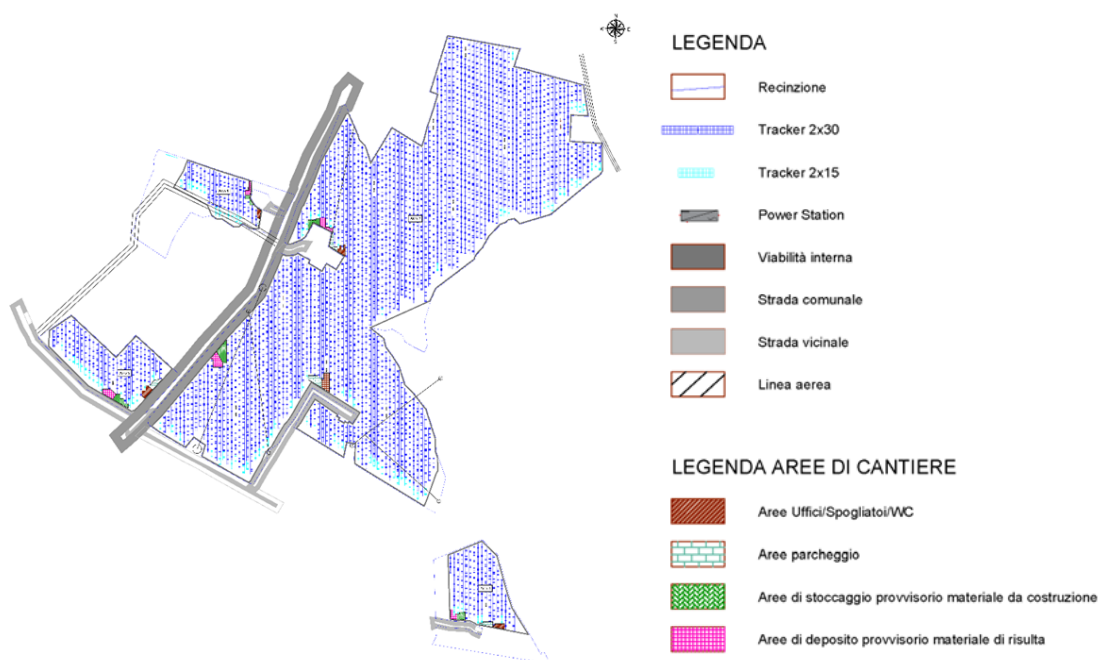 LEGENDA
Recinzione
Tracker 2x30
Tracker 2x15
Power Station
Viabilità interna
Strada comunale
Strada vicinale
Linea aerea
LEGENDA AREE DI CANTIERE
Aree Uffici/Spogliatoi/WC
Aree parcheggio
Aree di stoccaggio provvisorio materiale da costruzione
Aree di deposito provvisorio materiale di risulta